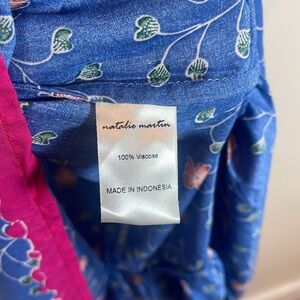 natalie martin
100% Viscose
MADE IN INDONESIA